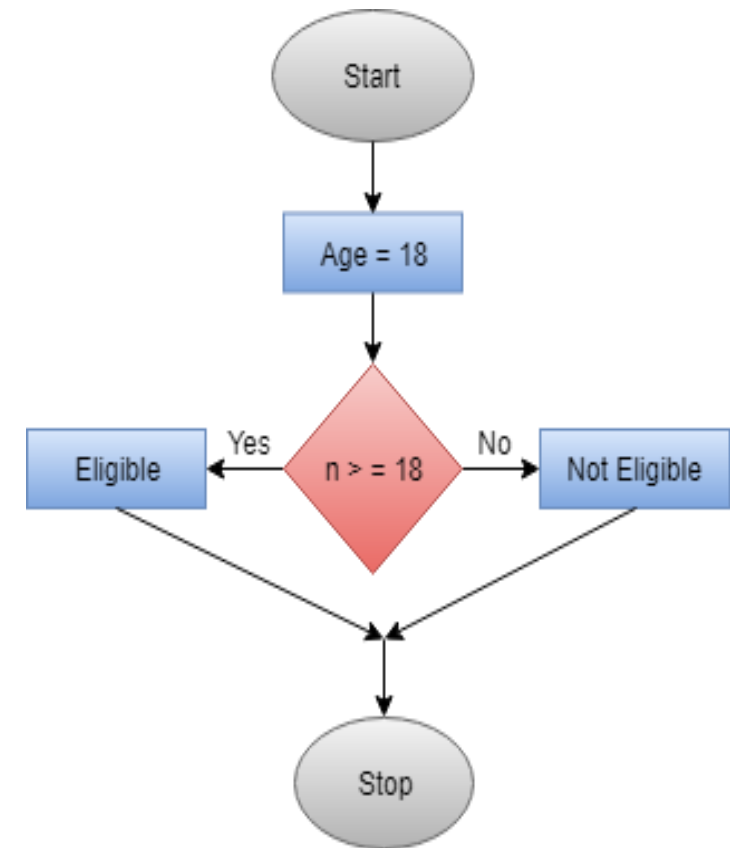 Start
Age = 18
Yes
No
Eligible
n > = 18
Not Eligible
Stop